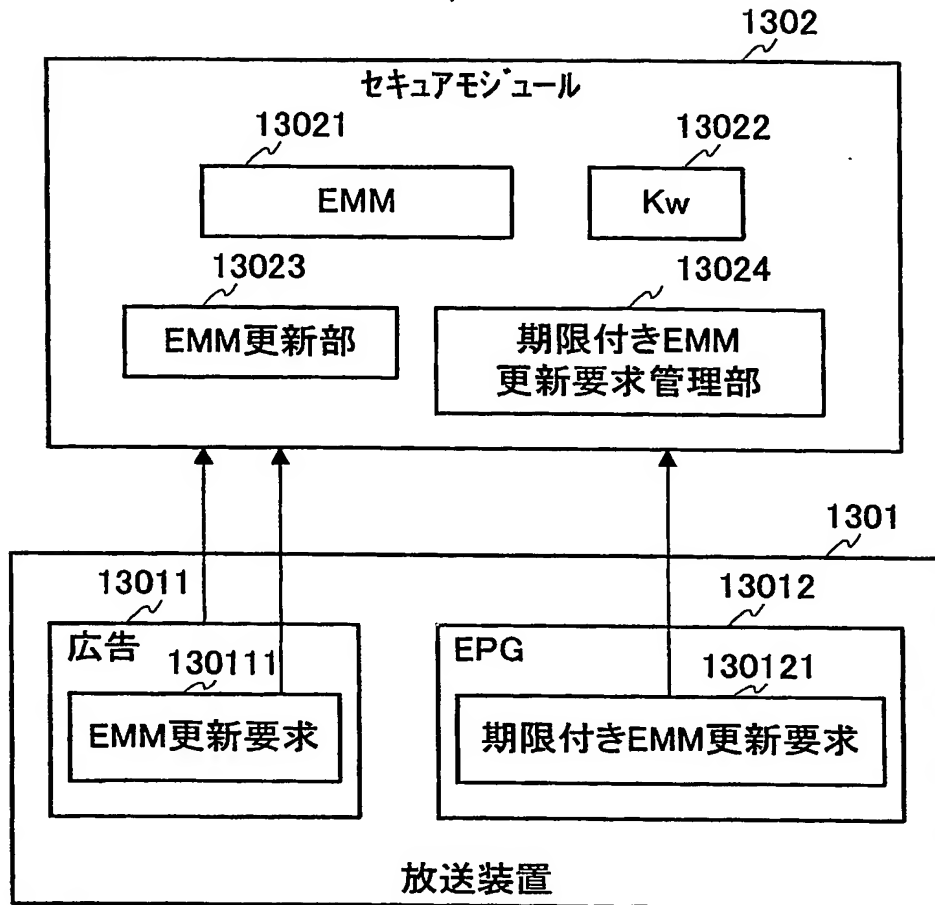 1302
セキュアモジュール
13021
13022
EMM
Kw
13023
13024
EMM更新部
期限付きEMM
更新要求管理部
1301
13011
13012
広告
EPG
130111
130121
EMM更新要求
期限付きEMM更新要求
放送装置